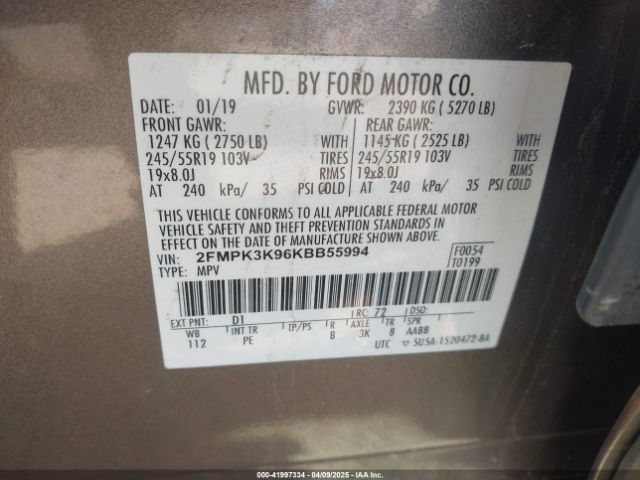 MFD. BY FORD MOTOR CO.
DATE: 01/19 GVWR: 2390 KG ( 5270 LB)
FRONT GAWR: REAR GAWR:
1247 KG ( 2750 LB) WITH 1145 KG ( 2525 LB) WITH
245/55R19 103V TIRES 245/55R19 103V TIRES
19x8.0J RIMS 19x8.0J RIMS
AT 240 kPa/ 35 PSI COLD AT 240 kPa/ 35 PSI COLD
THIS VEHICLE CONFORMS TO ALL APPLICABLE FEDERAL MOTOR
VEHICLE SAFETY AND THEFT PREVENTION STANDARDS IN
EFFECT ON THE DATE OF MANUFACTURE SHOWN ABOVE.
VIN: 2FMPK3K96KBB55994 F0054
TYPE: MPV T0199
EXT PNT: D1 RC: 72 DSO:
WB INT TR TP/PS R AXLE TR SPR
112 PE B 3K 8 AABB
UTC ▽ 5U5A-1520472-BA
41997334 | 04/09/2025 - IAA, Inc.